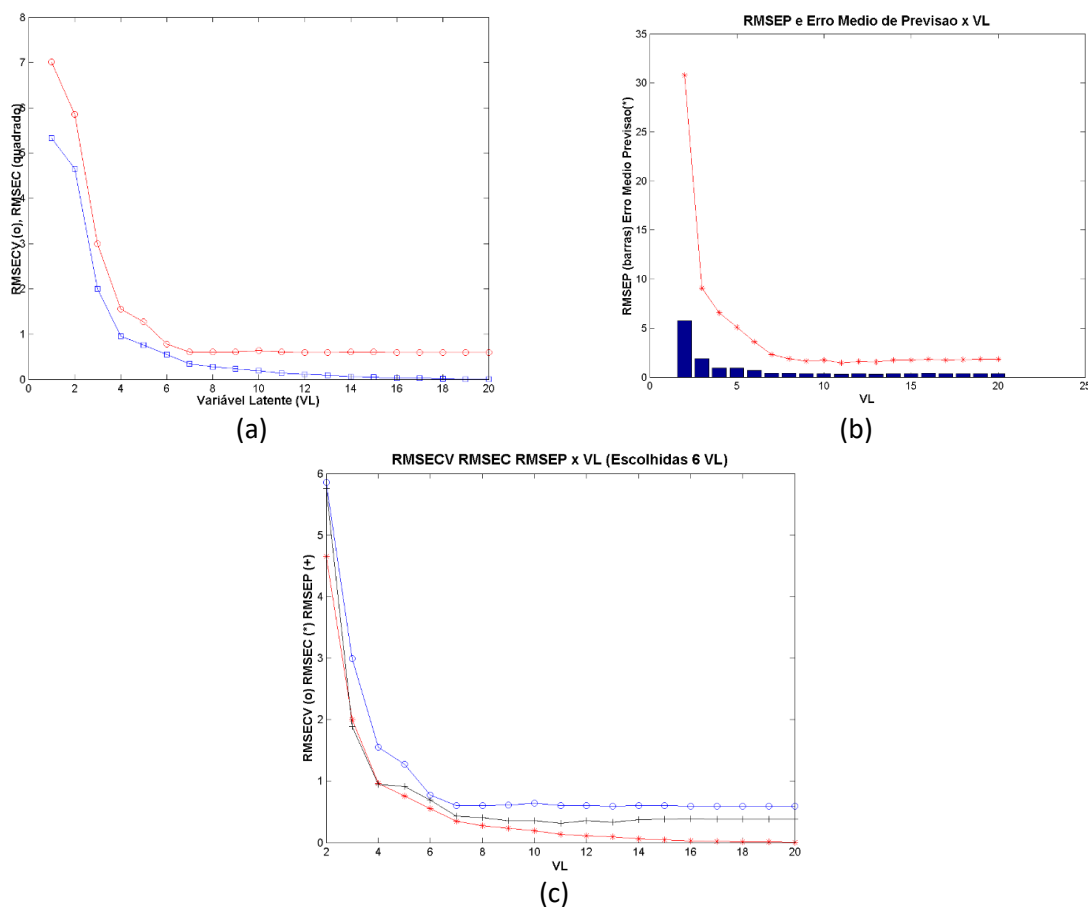 8
7
6
5
4
3
2
1
0
RMSECV (o), RMSEC (quadrado)
0 2 4 6 8 10 12 14 16 18 20
Variável Latente (VL)
(a)
RMSEP e Erro Medio de Previsao x VL
35
30
25
20
15
10
5
0
RMSEP (barras) Erro Medio Previsao(*)
0 5 10 15 20 25
VL
(b)
RMSECV RMSEC RMSEP x VL (Escolhidas 6 VL)
6
5
4
3
2
1
0
RMSECV (o) RMSEC (*) RMSEP (+)
2 4 6 8 10 12 14 16 18 20
VL
(c)